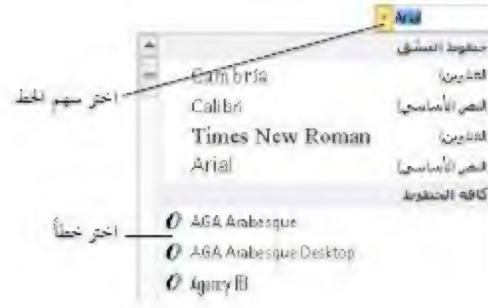 Arial
خطوط النسق
Cambria (العناوين)
اختر سهم الخط
Calibri (النص الأساسي)
Times New Roman (العناوين)
Arial (النص الأساسي)
كافة الخطوط
AGA Arabesque
اختر خطاً
AGA Arabesque Desktop
Agency FB